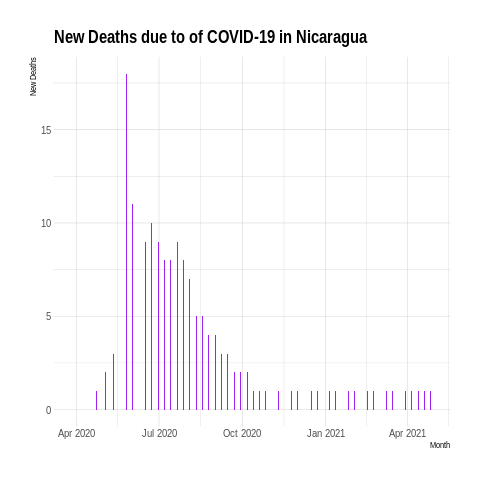 New Deaths due to of COVID-19 in Nicaragua
New Deaths
15
10
5
0
Apr 2020 Jul 2020 Oct 2020 Jan 2021 Apr 2021
Month